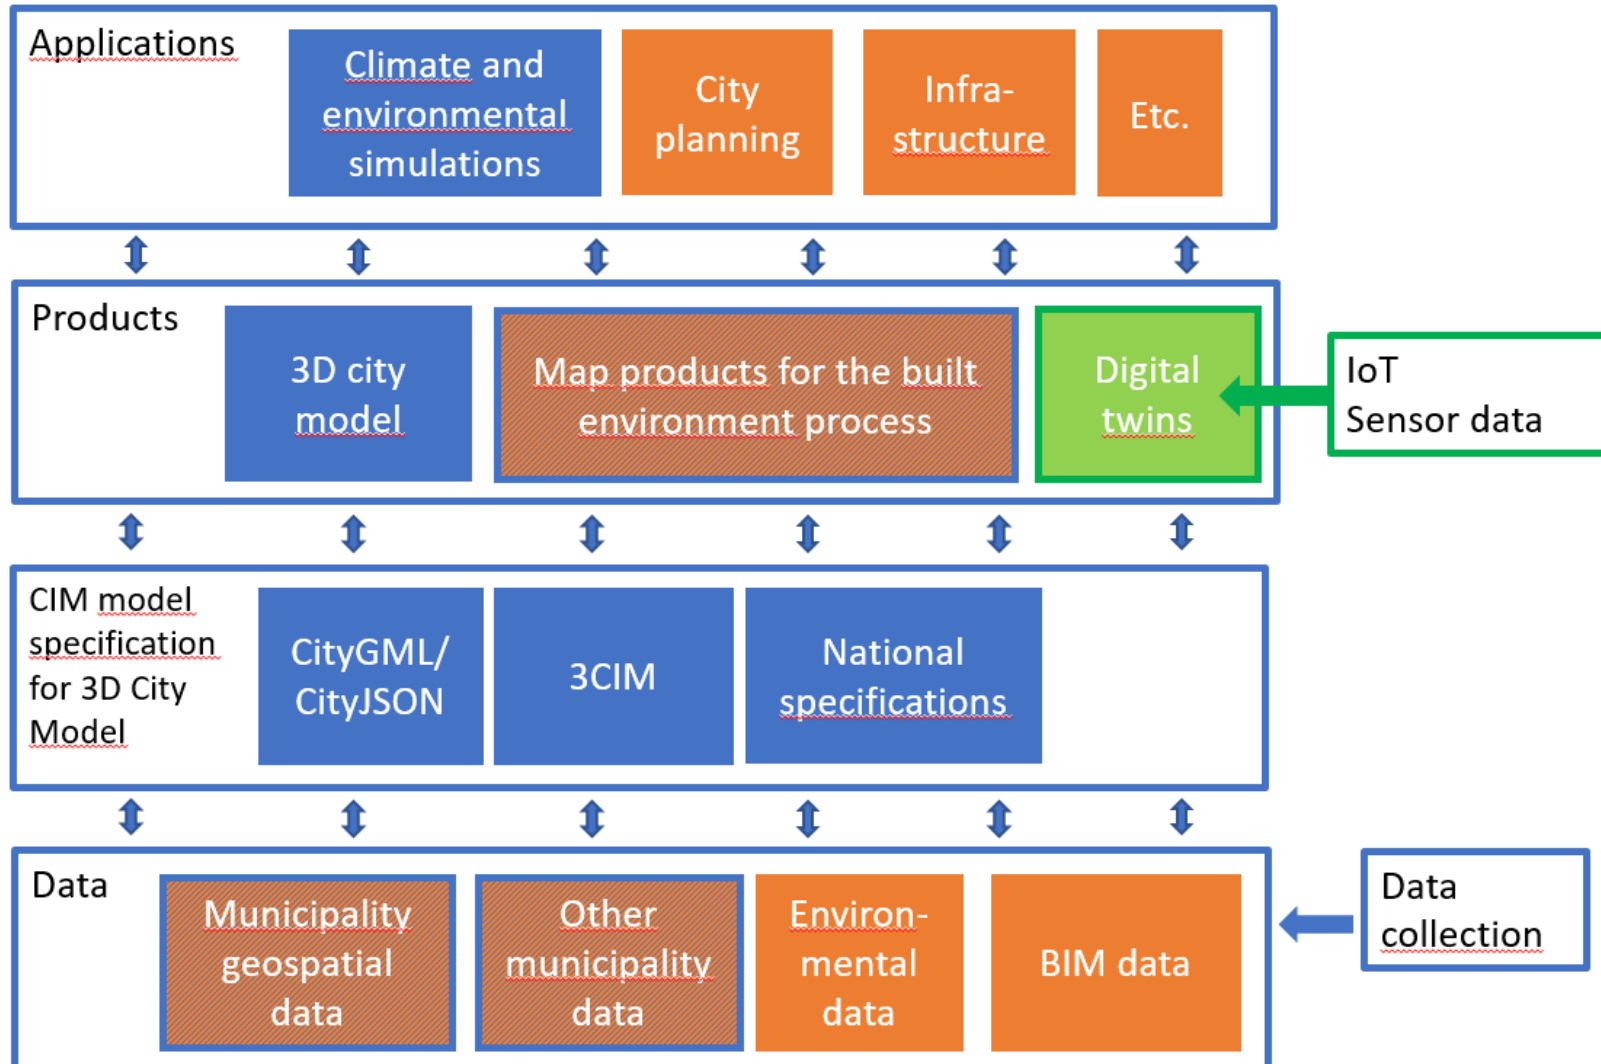 Applications
Climate and
environmental
simulations
City
planning
Infra-
structure
Etc.
Products
3D city
model
Map products for the built
environment process
Digital
twins
IoT
Sensor data
CIM model
specification
for 3D City
Model
CityGML/
CityJSON
3CIM
National
specifications
Data
Municipality
geospatial
data
Other
municipality
data
Environ-
mental
data
BIM data
Data
collection